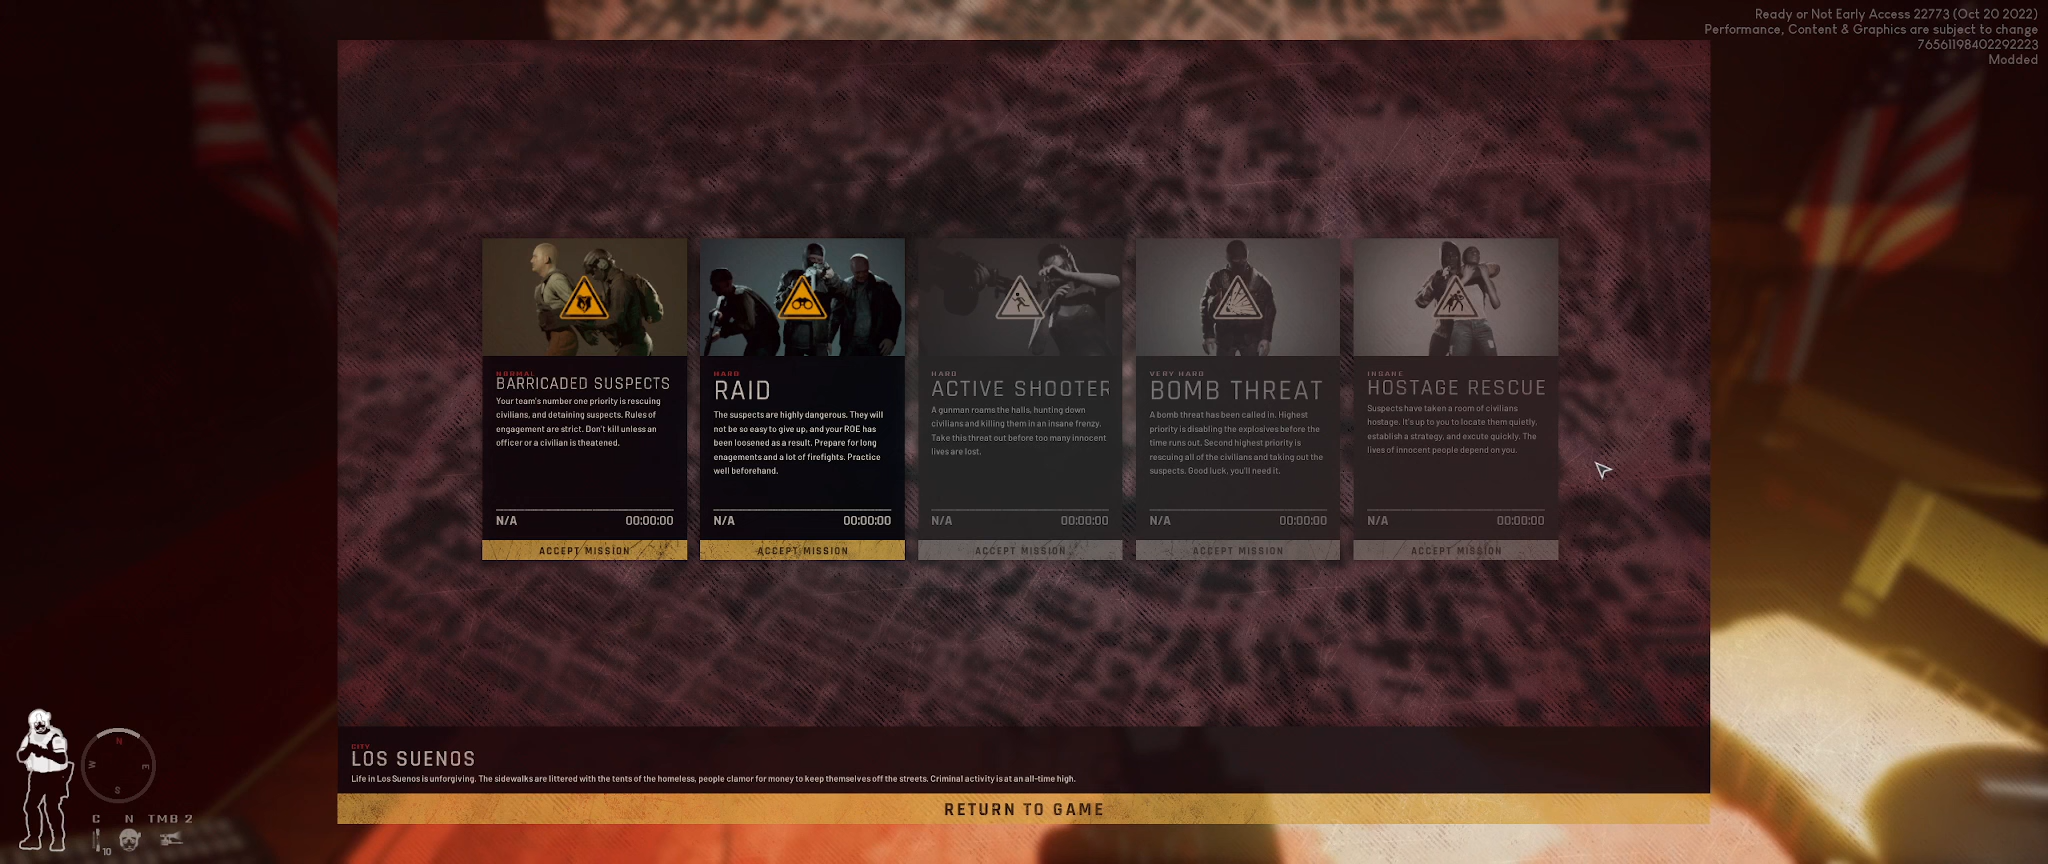 Ready or Not Early Access 22773 (Oct 20 2022)
Performance, Content & Graphics are subject to change
76561198402292223
Modded
NORMAL
BARRICADED SUSPECTS
Your team's number one priority is rescuing
civilians, and detaining suspects. Rules of
engagement are strict. Don't kill unless an
officer or a civilian is theatened.
N/A 00:00:00
ACCEPT MISSION
HARD
RAID
The suspects are highly dangerous. They will
not be so easy to give up, and your ROE has
been loosened as a result. Prepare for long
enagements and a lot of firefights. Practice
well beforehand.
N/A 00:00:00
ACCEPT MISSION
HARD
ACTIVE SHOOTER
A gunman roams the halls, hunting down
civilians and killing them in an insane frenzy.
Take this threat out before too many innocent
lives are lost.
N/A 00:00:00
ACCEPT MISSION
VERY HARD
BOMB THREAT
A bomb threat has been called in. Highest
priority is disabling the explosives before the
time runs out. Second highest priority is
rescuing all of the civilians and taking out the
suspects. Good luck, you'll need it.
N/A 00:00:00
ACCEPT MISSION
INSANE
HOSTAGE RESCUE
Suspects have taken a room of civilians
hostage. It's up to you to locate them quietly,
establish a strategy, and excute quickly. The
lives of innocent people depend on you.
N/A 00:00:00
ACCEPT MISSION
CITY
LOS SUENOS
Life in Los Suenos is unforgiving. The sidewalks are littered with the tents of the homeless, people clamor for money to keep themselves off the streets. Criminal activity is at an all-time high.
RETURN TO GAME
N
W E
S
C N TMB 2
10